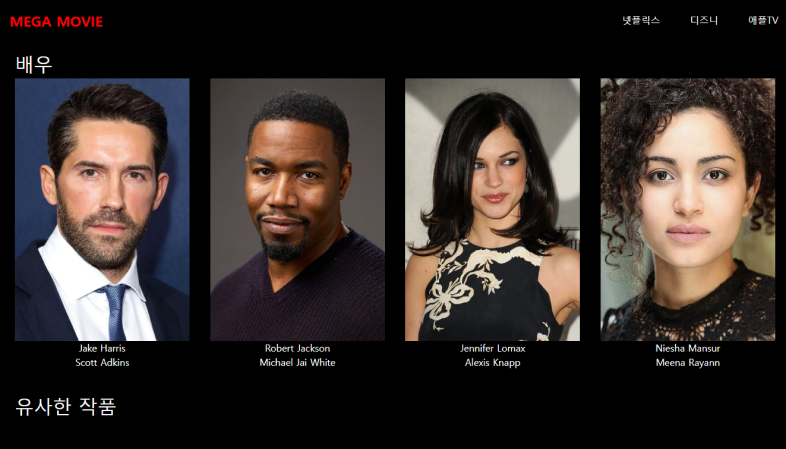 MEGA MOVIE
넷플릭스 디즈니 애플TV
배우
Jake Harris
Scott Adkins
Robert Jackson
Michael Jai White
Jennifer Lomax
Alexis Knapp
Niesha Mansur
Meena Rayann
유사한 작품